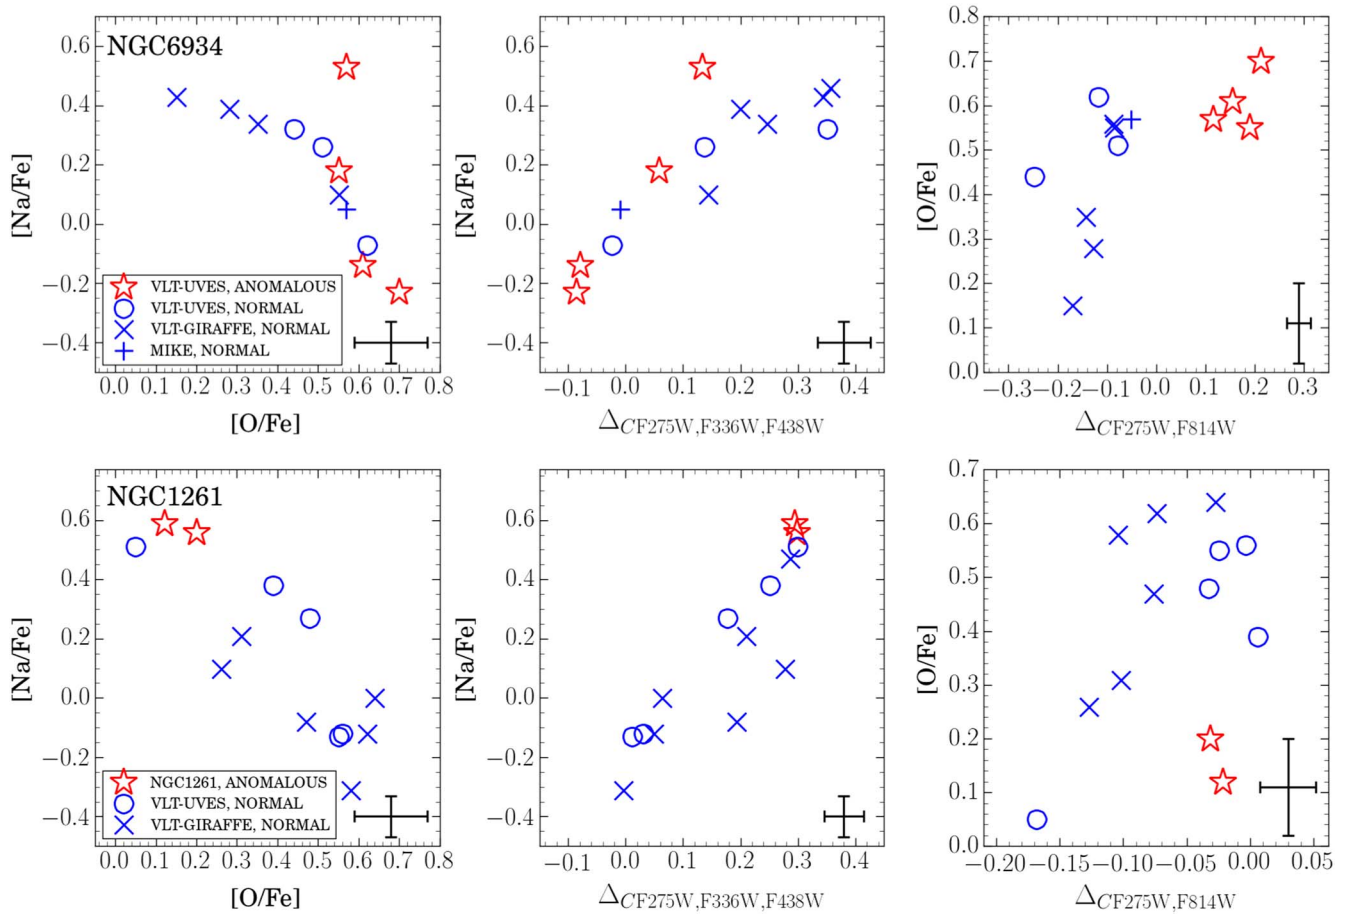 NGC6934
0.6
0.4
0.2
0.0
−0.2
−0.4
[Na/Fe]
VLT-UVES, ANOMALOUS
VLT-UVES, NORMAL
VLT-GIRAFFE, NORMAL
MIKE, NORMAL
0.0 0.1 0.2 0.3 0.4 0.5 0.6 0.7 0.8
[O/Fe]
0.6
0.4
0.2
0.0
−0.2
−0.4
[Na/Fe]
−0.1 0.0 0.1 0.2 0.3 0.4
ΔCF275W,F336W,F438W
0.8
0.7
0.6
0.5
0.4
0.3
0.2
0.1
0.0
[O/Fe]
−0.3−0.2−0.1 0.0 0.1 0.2 0.3
ΔCF275W,F814W
NGC1261
0.6
0.4
0.2
0.0
−0.2
−0.4
[Na/Fe]
NGC1261, ANOMALOUS
VLT-UVES, NORMAL
VLT-GIRAFFE, NORMAL
0.0 0.1 0.2 0.3 0.4 0.5 0.6 0.7 0.8
[O/Fe]
0.6
0.4
0.2
0.0
−0.2
−0.4
[Na/Fe]
−0.1 0.0 0.1 0.2 0.3 0.4
ΔCF275W,F336W,F438W
0.7
0.6
0.5
0.4
0.3
0.2
0.1
0.0
[O/Fe]
−0.20−0.15−0.10−0.05 0.00 0.05
ΔCF275W,F814W